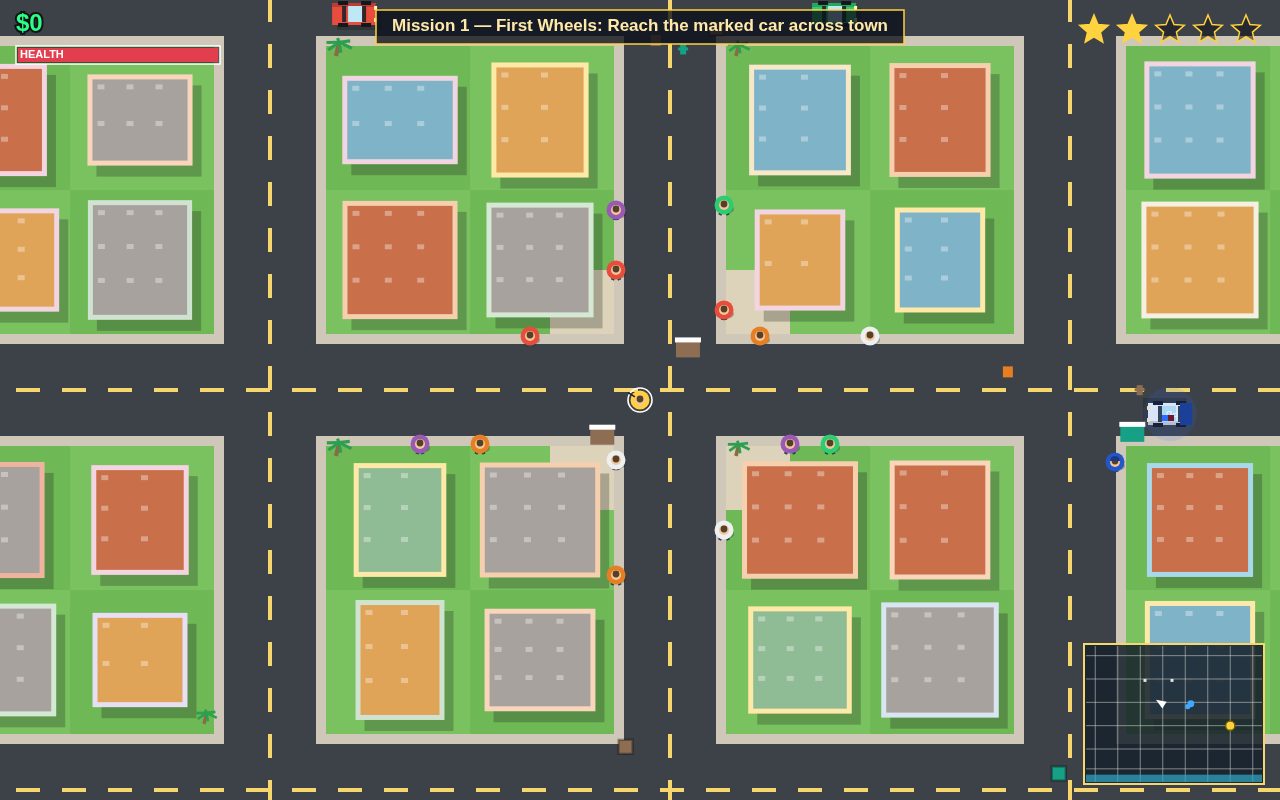 $0
Mission 1 — First Wheels: Reach the marked car across town
HEALTH